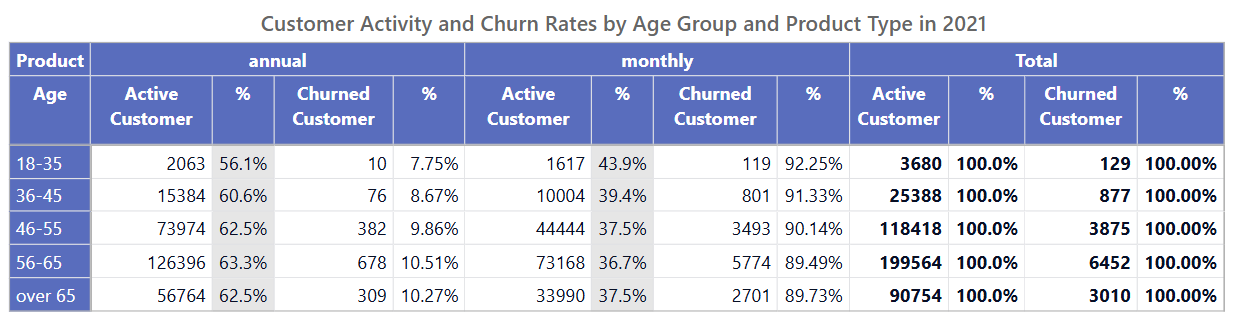 Customer Activity and Churn Rates by Age Group and Product Type in 2021
Product annual monthly Total
Age Active Customer % Churned Customer % Active Customer % Churned Customer % Active Customer % Churned Customer %
18-35 2063 56.1% 10 7.75% 1617 43.9% 119 92.25% 3680 100.0% 129 100.00%
36-45 15384 60.6% 76 8.67% 10004 39.4% 801 91.33% 25388 100.0% 877 100.00%
46-55 73974 62.5% 382 9.86% 44444 37.5% 3493 90.14% 118418 100.0% 3875 100.00%
56-65 126396 63.3% 678 10.51% 73168 36.7% 5774 89.49% 199564 100.0% 6452 100.00%
over 65 56764 62.5% 309 10.27% 33990 37.5% 2701 89.73% 90754 100.0% 3010 100.00%